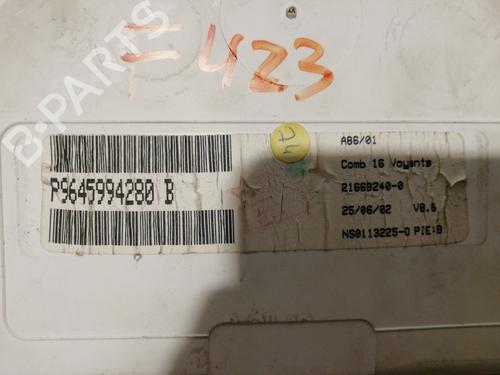 B-PARTS
F423
P9645994280 B
A86/01
Comb 16 Voyants
21668240-0
25/06/02 V8.6
NS0113225-0 PIE:B